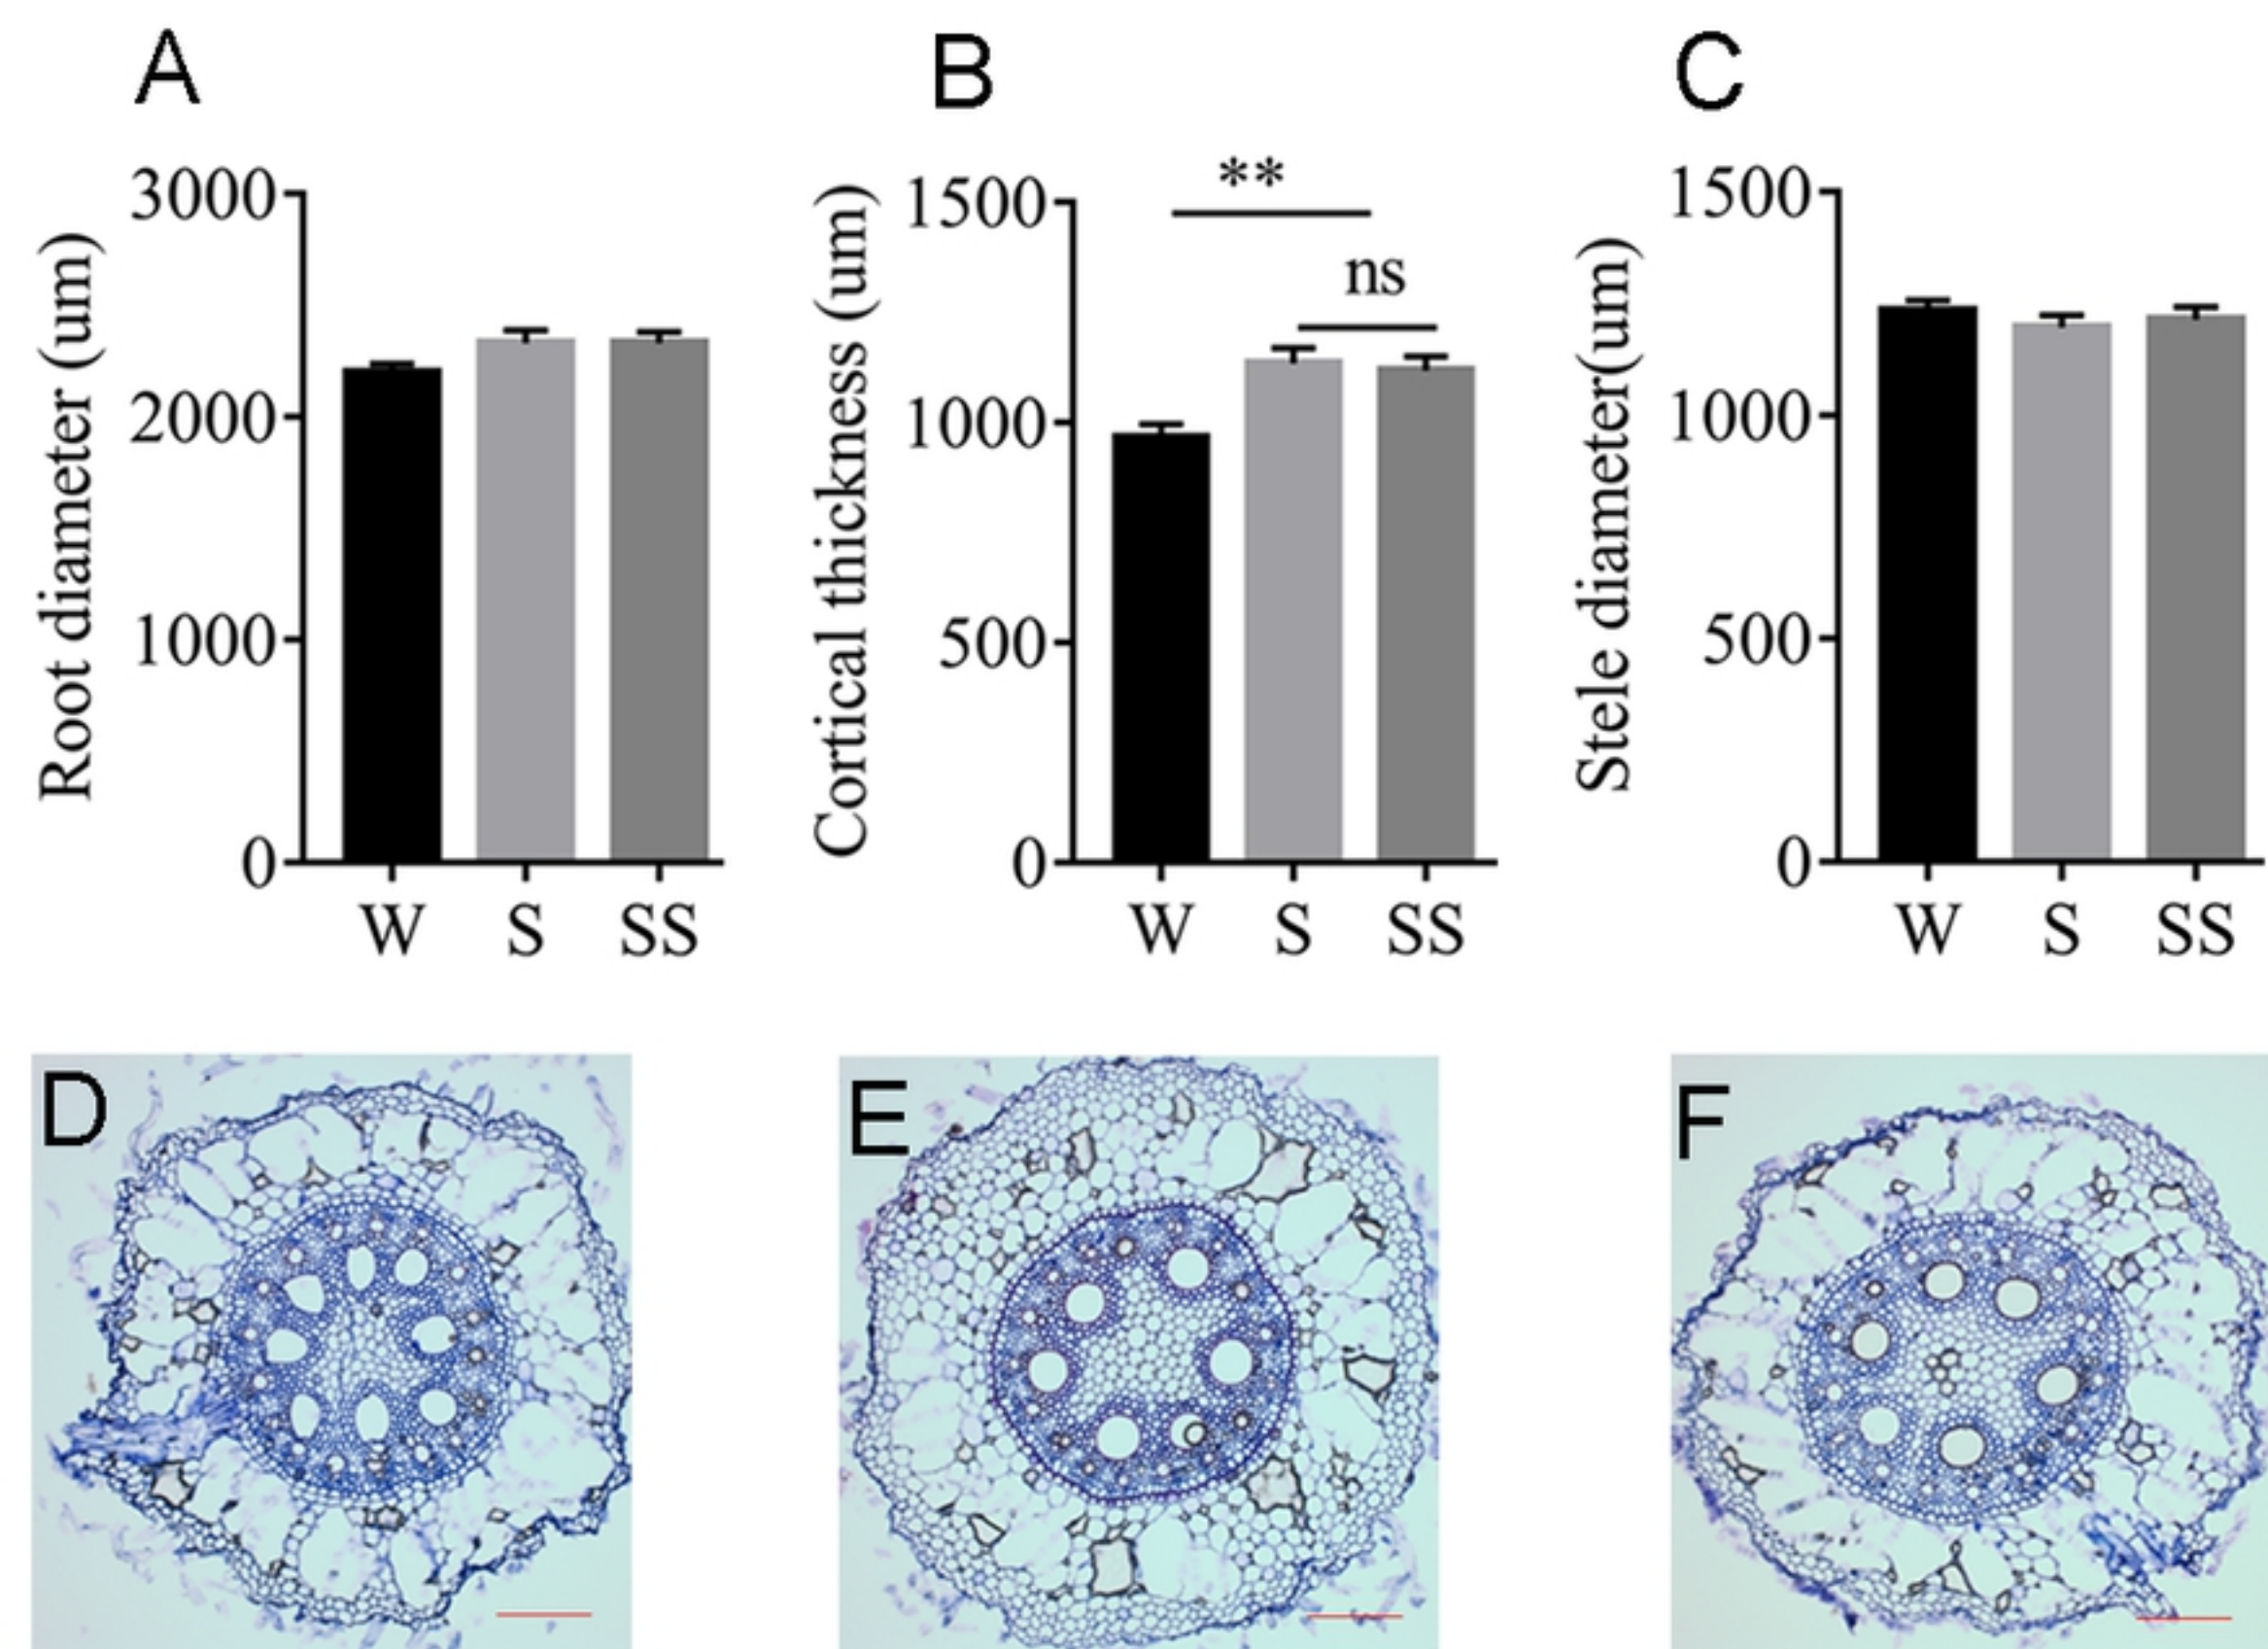 A
B
C
Root diameter (um)
3000
2000
1000
0
W S SS
Cortical thickness (um)
1500
1000
500
0
**
ns
W S SS
Stele diameter(um)
1500
1000
500
0
W S SS
D
E
F